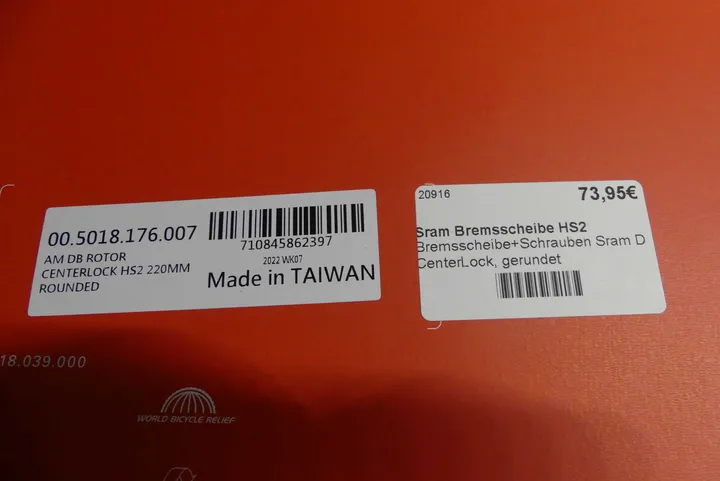 00.5018.176.007
AM DB ROTOR
CENTERLOCK HS2 220MM
ROUNDED
710845862397
2022 WK07
Made in TAIWAN
20916
73,95€
Sram Bremsscheibe HS2
Bremsscheibe+Schrauben Sram D
CenterLock, gerundet
18.039.000
WORLD BICYCLE RELIEF